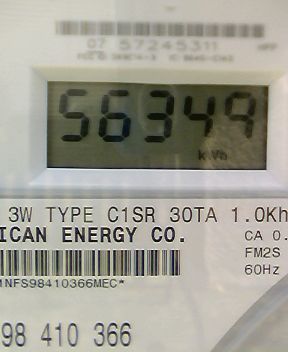 07 57245311
56349
kWh
3W TYPE C1SR 30TA 1.0Kh
ICAN ENERGY CO.
CA 0.
FM2S
60Hz
NFS98410366MEC*
98 410 366